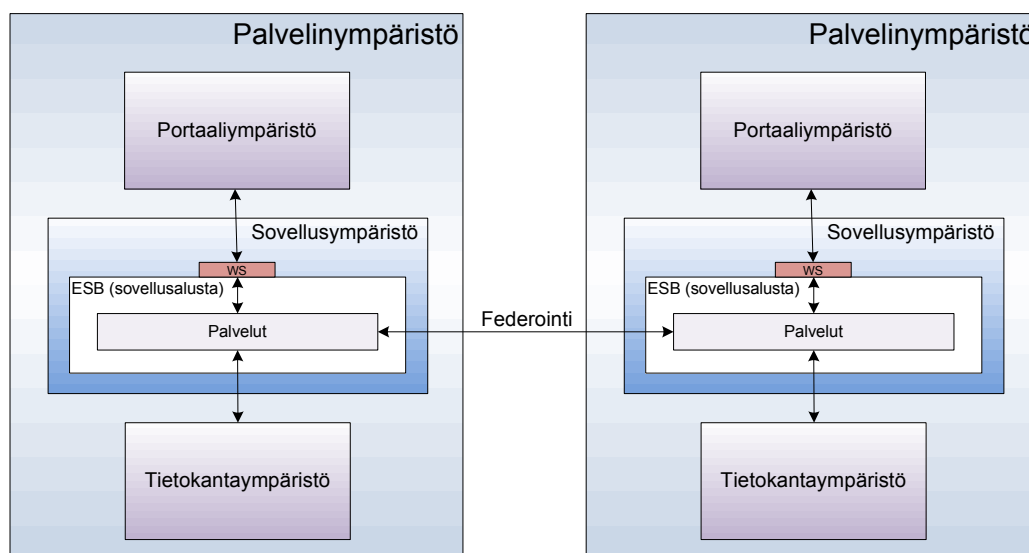 Palvelinympäristö
Portaaliympäristö
Sovellusympäristö
WS
ESB (sovellusalusta)
Palvelut
Tietokantaympäristö
Federointi
Palvelinympäristö
Portaaliympäristö
Sovellusympäristö
WS
ESB (sovellusalusta)
Palvelut
Tietokantaympäristö